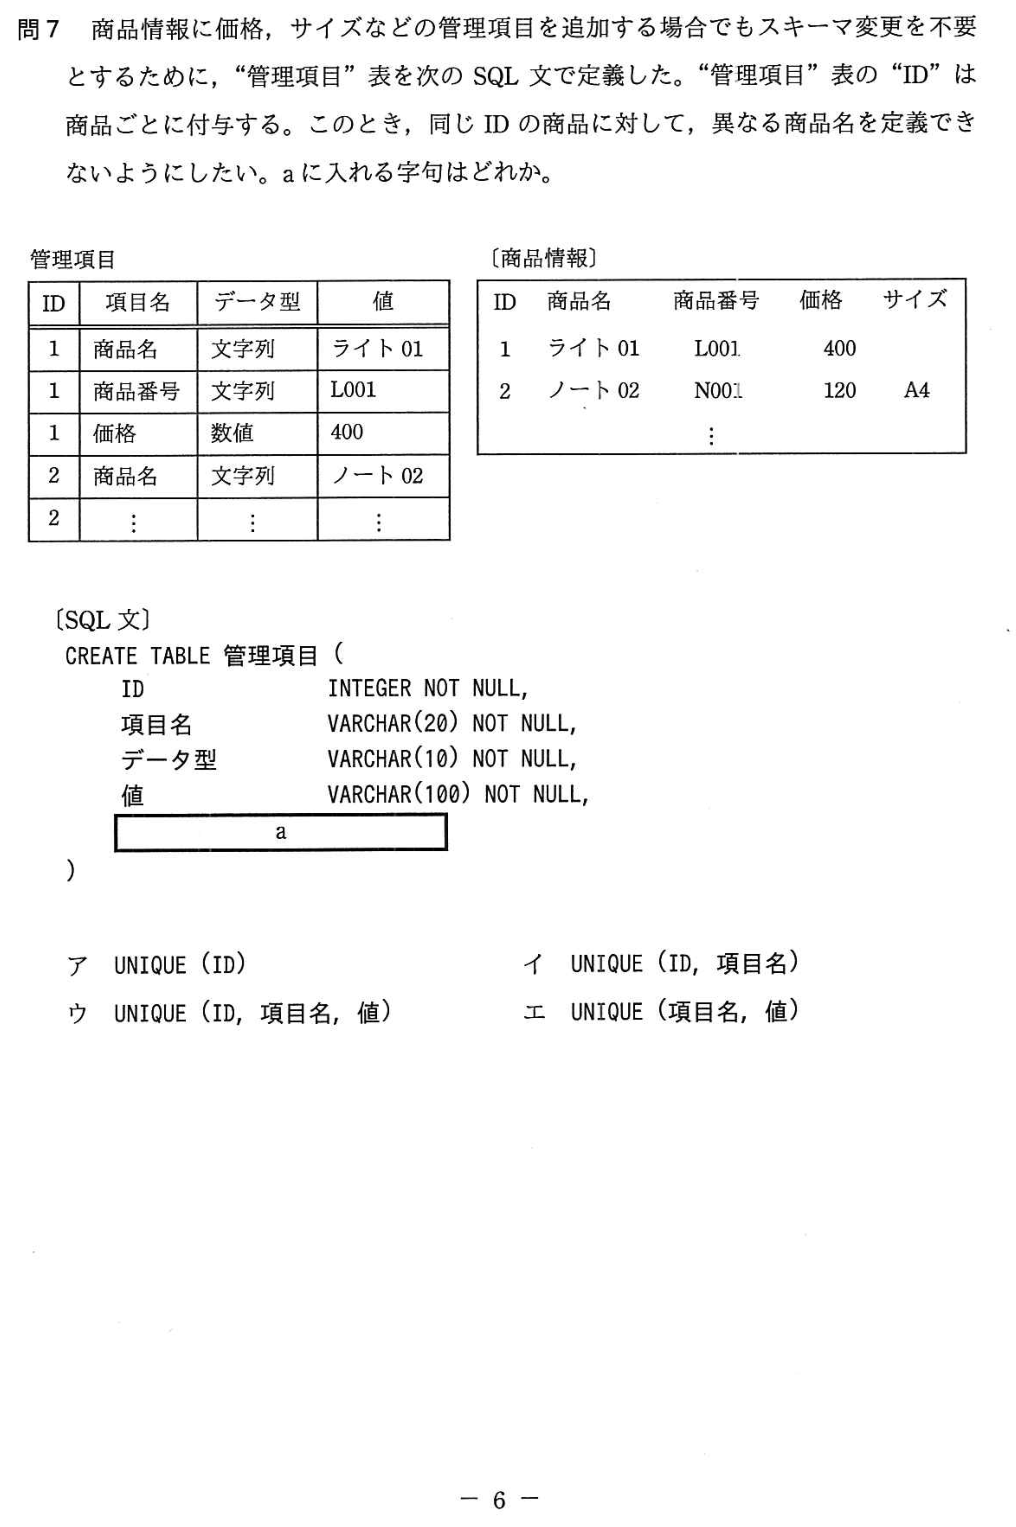 問7 商品情報に価格，サイズなどの管理項目を追加する場合でもスキーマ変更を不要
とするために，“管理項目”表を次の SQL 文で定義した。“管理項目”表の“ID”は
商品ごとに付与する。このとき，同じ ID の商品に対して，異なる商品名を定義でき
ないようにしたい。a に入れる字句はどれか。
管理項目
ID 項目名 データ型 値
1 商品名 文字列 ライト 01
1 商品番号 文字列 L001
1 価格 数値 400
2 商品名 文字列 ノート 02
2 ⋮ ⋮ ⋮
〔商品情報〕
ID 商品名 商品番号 価格 サイズ
1 ライト 01 L001 400
2 ノート 02 N001 120 A4
⋮
〔SQL 文〕
CREATE TABLE 管理項目 (
ID INTEGER NOT NULL,
項目名 VARCHAR(20) NOT NULL,
データ型 VARCHAR(10) NOT NULL,
値 VARCHAR(100) NOT NULL,
a
)
ア UNIQUE (ID) イ UNIQUE (ID, 項目名)
ウ UNIQUE (ID, 項目名, 値) エ UNIQUE (項目名, 値)
－ 6 －